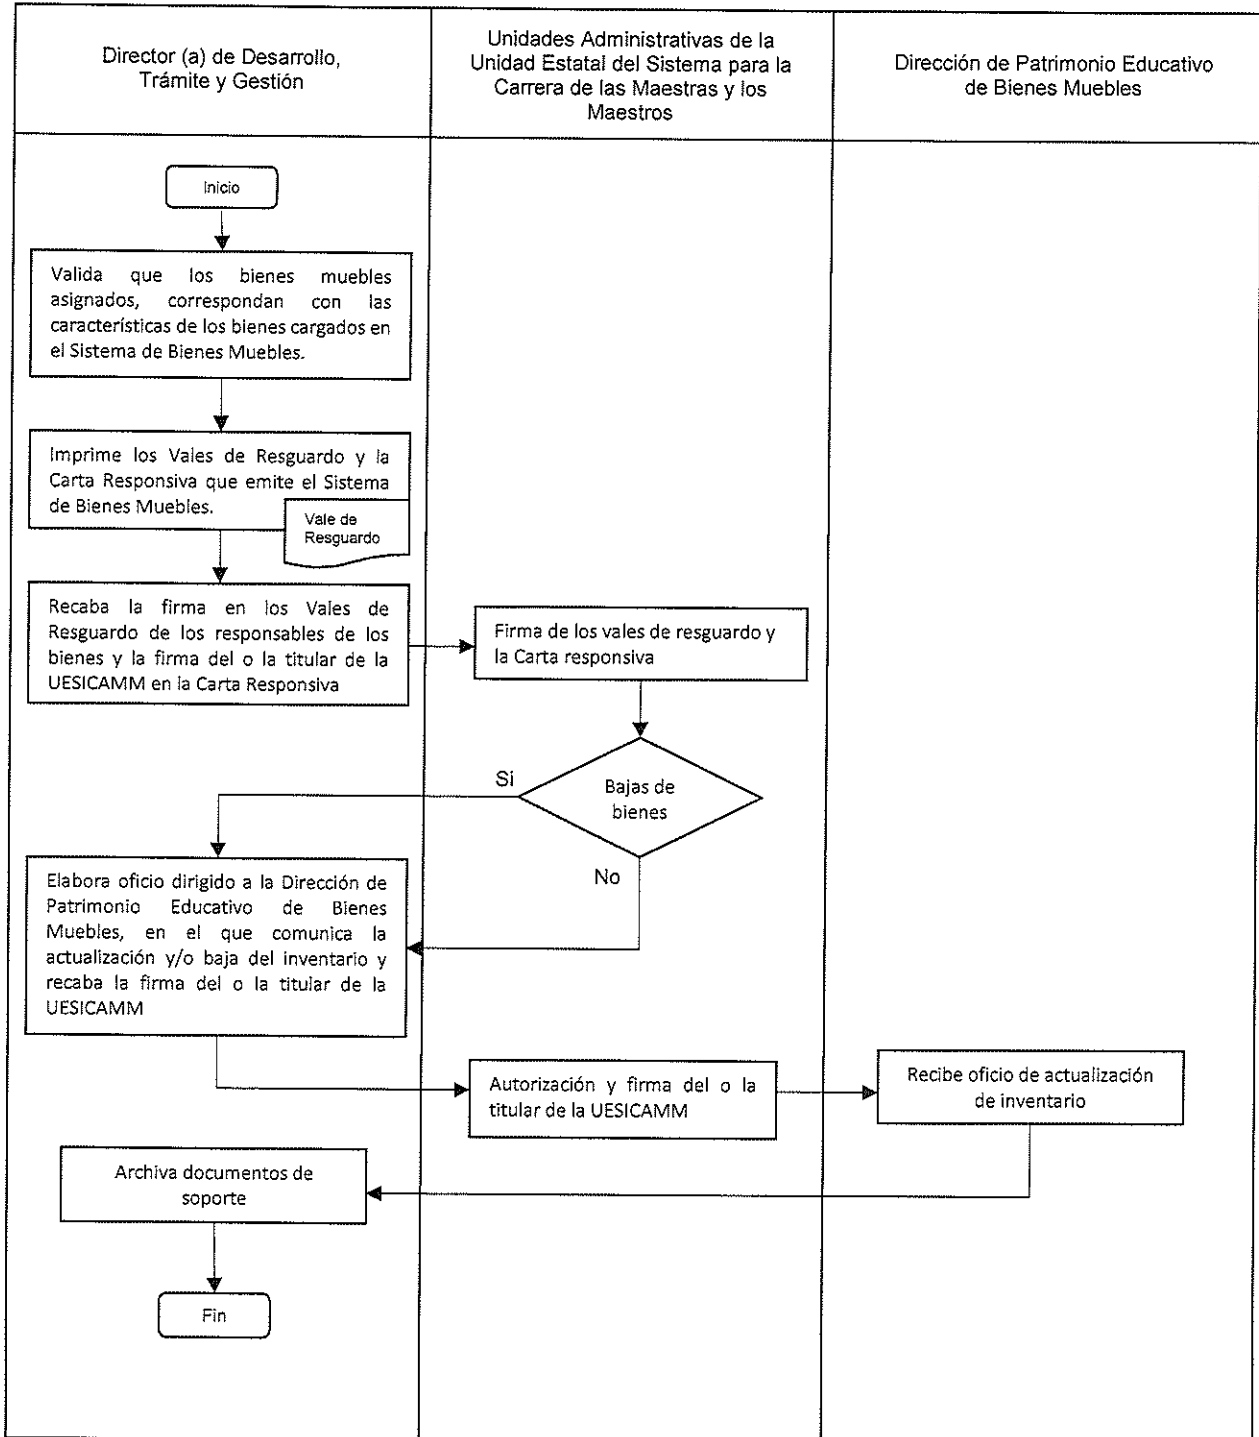 Director (a) de Desarrollo,
Trámite y Gestión
Unidades Administrativas de la
Unidad Estatal del Sistema para la
Carrera de las Maestras y los
Maestros
Dirección de Patrimonio Educativo
de Bienes Muebles
Inicio
Valida que los bienes muebles
asignados, correspondan con las
características de los bienes cargados en
el Sistema de Bienes Muebles.
Imprime los Vales de Resguardo y la
Carta Responsiva que emite el Sistema
de Bienes Muebles.
Vale de
Resguardo
Recaba la firma en los Vales de
Resguardo de los responsables de los
bienes y la firma del o la titular de la
UESICAMM en la Carta Responsiva
Firma de los vales de resguardo y
la Carta responsiva
Si
Bajas de
bienes
No
Elabora oficio dirigido a la Dirección de
Patrimonio Educativo de Bienes
Muebles, en el que comunica la
actualización y/o baja del inventario y
recaba la firma del o la titular de la
UESICAMM
Autorización y firma del o la
titular de la UESICAMM
Recibe oficio de actualización
de inventario
Archiva documentos de
soporte
Fin